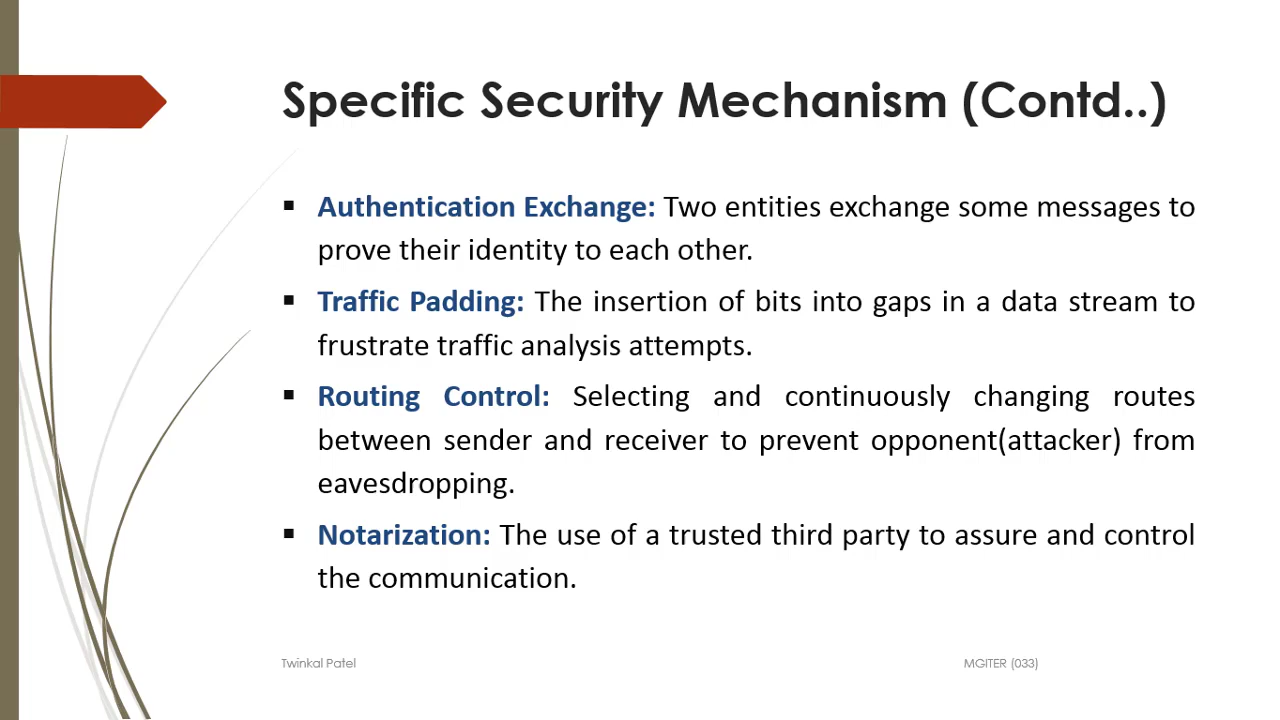 Specific Security Mechanism (Contd..)
▪ Authentication Exchange: Two entities exchange some messages to
prove their identity to each other.
▪ Traffic Padding: The insertion of bits into gaps in a data stream to
frustrate traffic analysis attempts.
▪ Routing Control: Selecting and continuously changing routes
between sender and receiver to prevent opponent(attacker) from
eavesdropping.
▪ Notarization: The use of a trusted third party to assure and control
the communication.
Twinkal Patel MGITER (033)